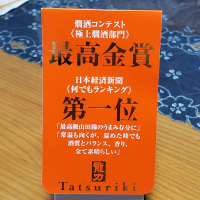 燗酒コンテスト
《極上燗酒部門》
最高金賞
日本経済新聞
《何でもランキング》
第一位
「最高級山田錦のうまみ存分に」
「常温も向くが、温めた時でも
酒質とバランス、香り、
全て素晴らしい」
龍力
Tatsuriki